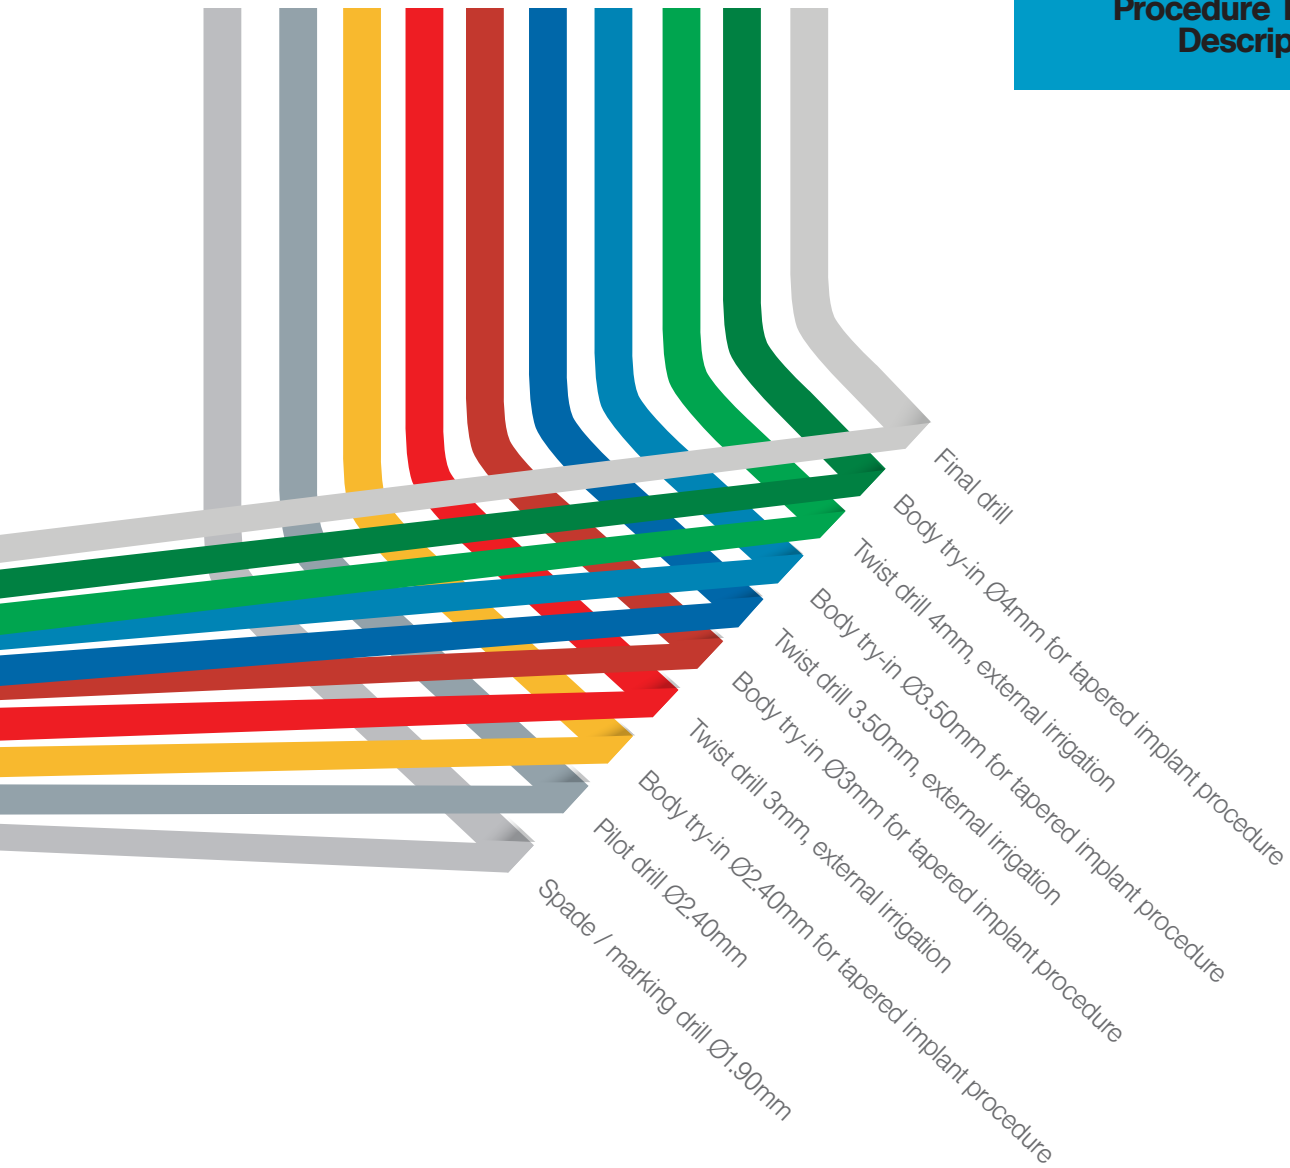 Procedure
Descrip
Final drill
Body try-in Ø4mm for tapered implant procedure
Twist drill 4mm, external irrigation
Body try-in Ø3.50mm for tapered implant procedure
Twist drill 3.50mm, external irrigation
Body try-in Ø3mm for tapered implant procedure
Twist drill 3mm, external irrigation
Body try-in Ø2.40mm for tapered implant procedure
Pilot drill Ø2.40mm
Spade / marking drill Ø1.90mm